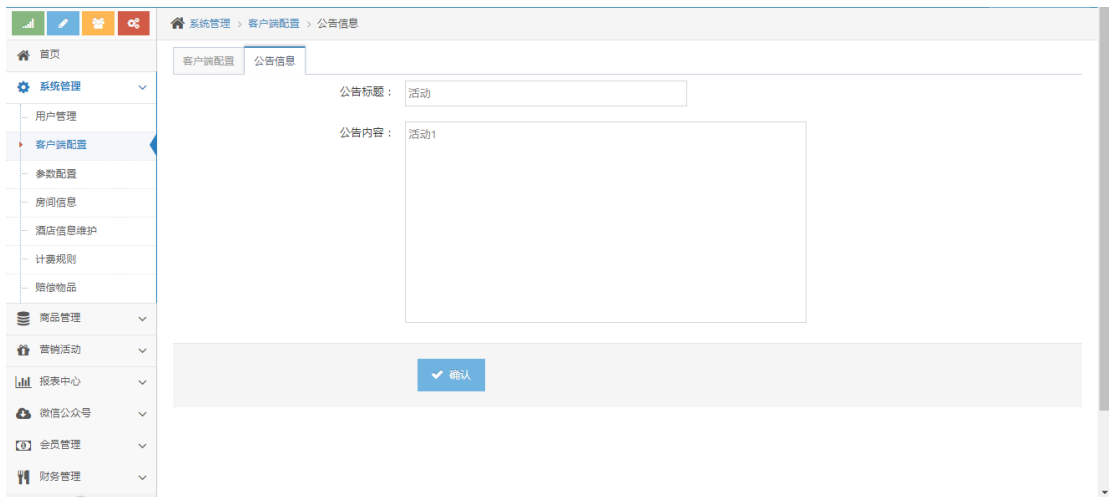 系统管理 > 客户端配置 > 公告信息
首页
系统管理
用户管理
客户端配置
参数配置
房间信息
酒店信息维护
计费规则
赔偿物品
商品管理
营销活动
报表中心
微信公众号
会员管理
财务管理
客户端配置 公告信息
公告标题： 活动
公告内容： 活动1
确认